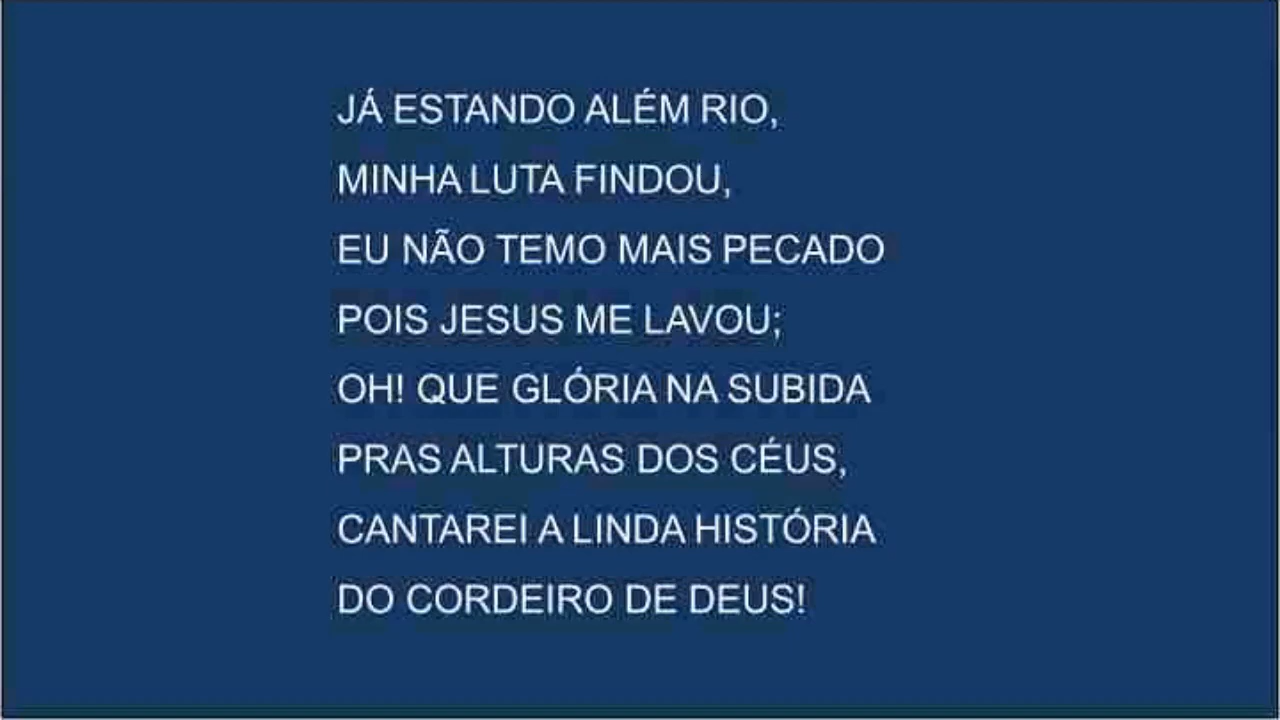 JÁ ESTANDO ALÉM RIO,
MINHA LUTA FINDOU,
EU NÃO TEMO MAIS PECADO
POIS JESUS ME LAVOU;
OH! QUE GLÓRIA NA SUBIDA
PRAS ALTURAS DOS CÉUS,
CANTAREI A LINDA HISTÓRIA
DO CORDEIRO DE DEUS!